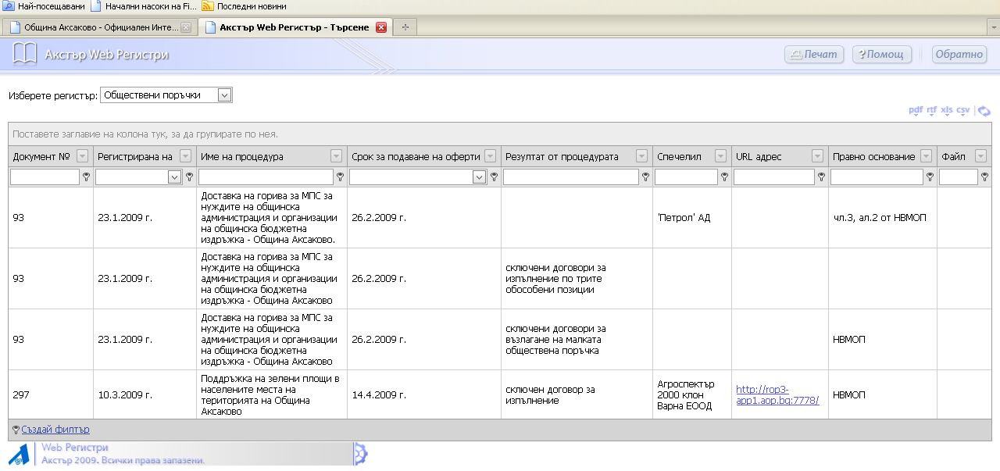 Най-посещавани Начални насоки на Fi... Последни новини
Община Аксаково - Официален Инте... Акстър Web Регистър - Търсене
Акстър Web Регистри Печат ?Помощ Обратно
Изберете регистър: Обществени поръчки
pdf rtf xls csv
Поставете заглавие на колона тук, за да групирате по нея.
Документ № Регистрирана на Име на процедура Срок за подаване на оферти Резултат от процедурата Спечелил URL адрес Правно основание Файл
Доставка на горива за МПС за
нуждите на общинска
93 23.1.2009 г. администрация и организации 26.2.2009 г. 'Петрол' АД чл.3, ал.2 от НВМОП
на общинска бюджетна
издръжка - Община Аксаково.
Доставка на горива за МПС за
нуждите на общинска сключени договори за
93 23.1.2009 г. администрация и организации 26.2.2009 г. изпълнение по трите
на общинска бюджетна обособени позиции
издръжка - Община Аксаково
Доставка на горива за МПС за
нуждите на общинска сключени договори за
93 23.1.2009 г. администрация и организации 26.2.2009 г. възлагане на малката НВМОП
на общинска бюджетна обществена поръчка
издръжка - Община Аксаково
Поддръжка на зелени площи в
населените места на сключен договор за Агроспектър http://rop3-
297 10.3.2009 г. територията на Община 14.4.2009 г. изпълнение 2000 клон app1.aop.bg:7778/ НВМОП
Аксаково Варна ЕООД
Създай филтър
Web Регистри
Акстър 2009. Всички права запазени.